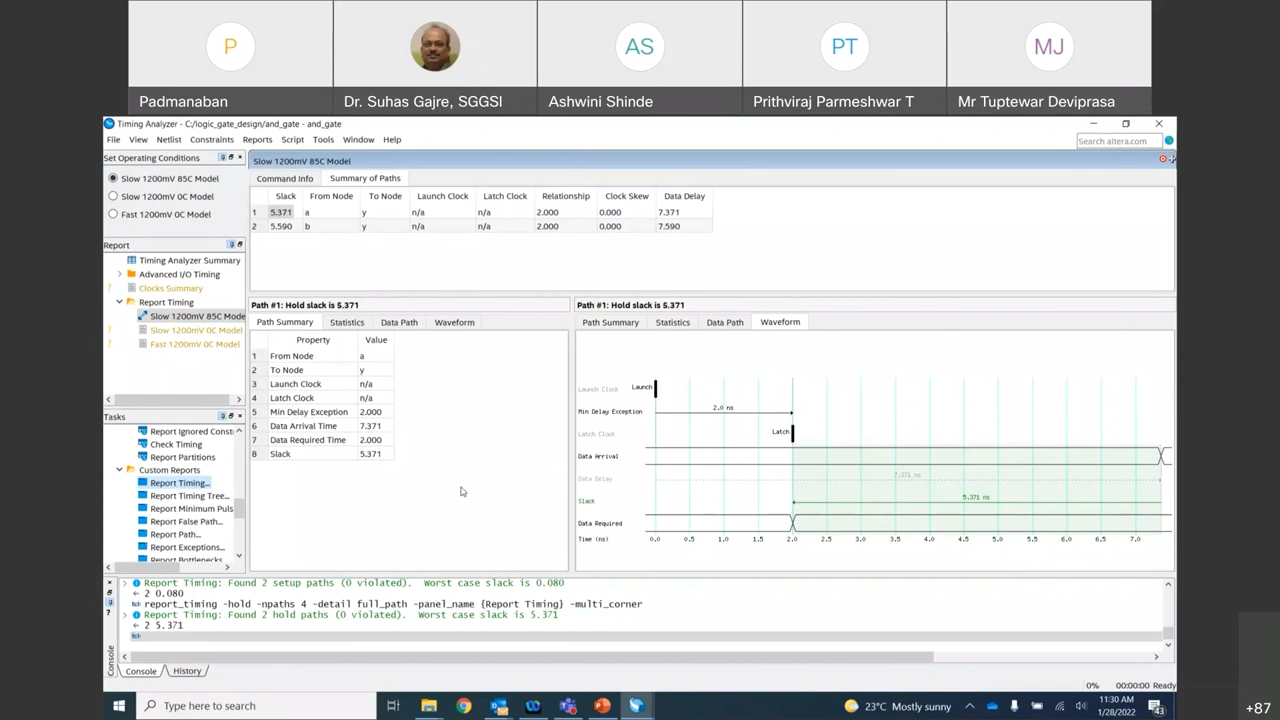 P
AS
PT
MJ
Padmanaban
Dr. Suhas Gajre, SGGSI
Ashwini Shinde
Prithviraj Parmeshwar T
Mr Tuptewar Deviprasa
Timing Analyzer - C:/logic_gate_design/and_gate - and_gate
File View Netlist Constraints Reports Script Tools Window Help
Search altera.com
Set Operating Conditions
Slow 1200mV 85C Model
Slow 1200mV 0C Model
Fast 1200mV 0C Model
Report
Timing Analyzer Summary
Advanced I/O Timing
Clocks Summary
Report Timing
Slow 1200mV 85C Mode
Slow 1200mV 0C Model
Fast 1200mV 0C Model
Tasks
Report Ignored Consti
Check Timing
Report Partitions
Custom Reports
Report Timing...
Report Timing Tree...
Report Minimum Puls
Report False Path...
Report Path...
Report Exceptions...
Report Bottlenecks
Slow 1200mV 85C Model
Command Info Summary of Paths
Slack From Node To Node Launch Clock Latch Clock Relationship Clock Skew Data Delay
1 5.371 a y n/a n/a 2.000 0.000 7.371
2 5.590 b y n/a n/a 2.000 0.000 7.590
Path #1: Hold slack is 5.371
Path Summary Statistics Data Path Waveform
Property Value
1 From Node a
2 To Node y
3 Launch Clock n/a
4 Latch Clock n/a
5 Min Delay Exception 2.000
6 Data Arrival Time 7.371
7 Data Required Time 2.000
8 Slack 5.371
Path #1: Hold slack is 5.371
Path Summary Statistics Data Path Waveform
Launch Clock Launch
Min Delay Exception 2.0 ns
Latch Clock Latch
Data Arrival
Data Delay 7.371 ns
Slack 5.371 ns
Data Required
Time (ns) 0.0 0.5 1.0 1.5 2.0 2.5 3.0 3.5 4.0 4.5 5.0 5.5 6.0 6.5 7.0
Report Timing: Found 2 setup paths (0 violated). Worst case slack is 0.080
2 0.080
report_timing -hold -npaths 4 -detail full_path -panel_name {Report Timing} -multi_corner
Report Timing: Found 2 hold paths (0 violated). Worst case slack is 5.371
2 5.371
tcl>
Console
Console History
0% 00:00:00 Ready
Type here to search
23°C Mostly sunny
11:30 AM
1/28/2022
43
+87